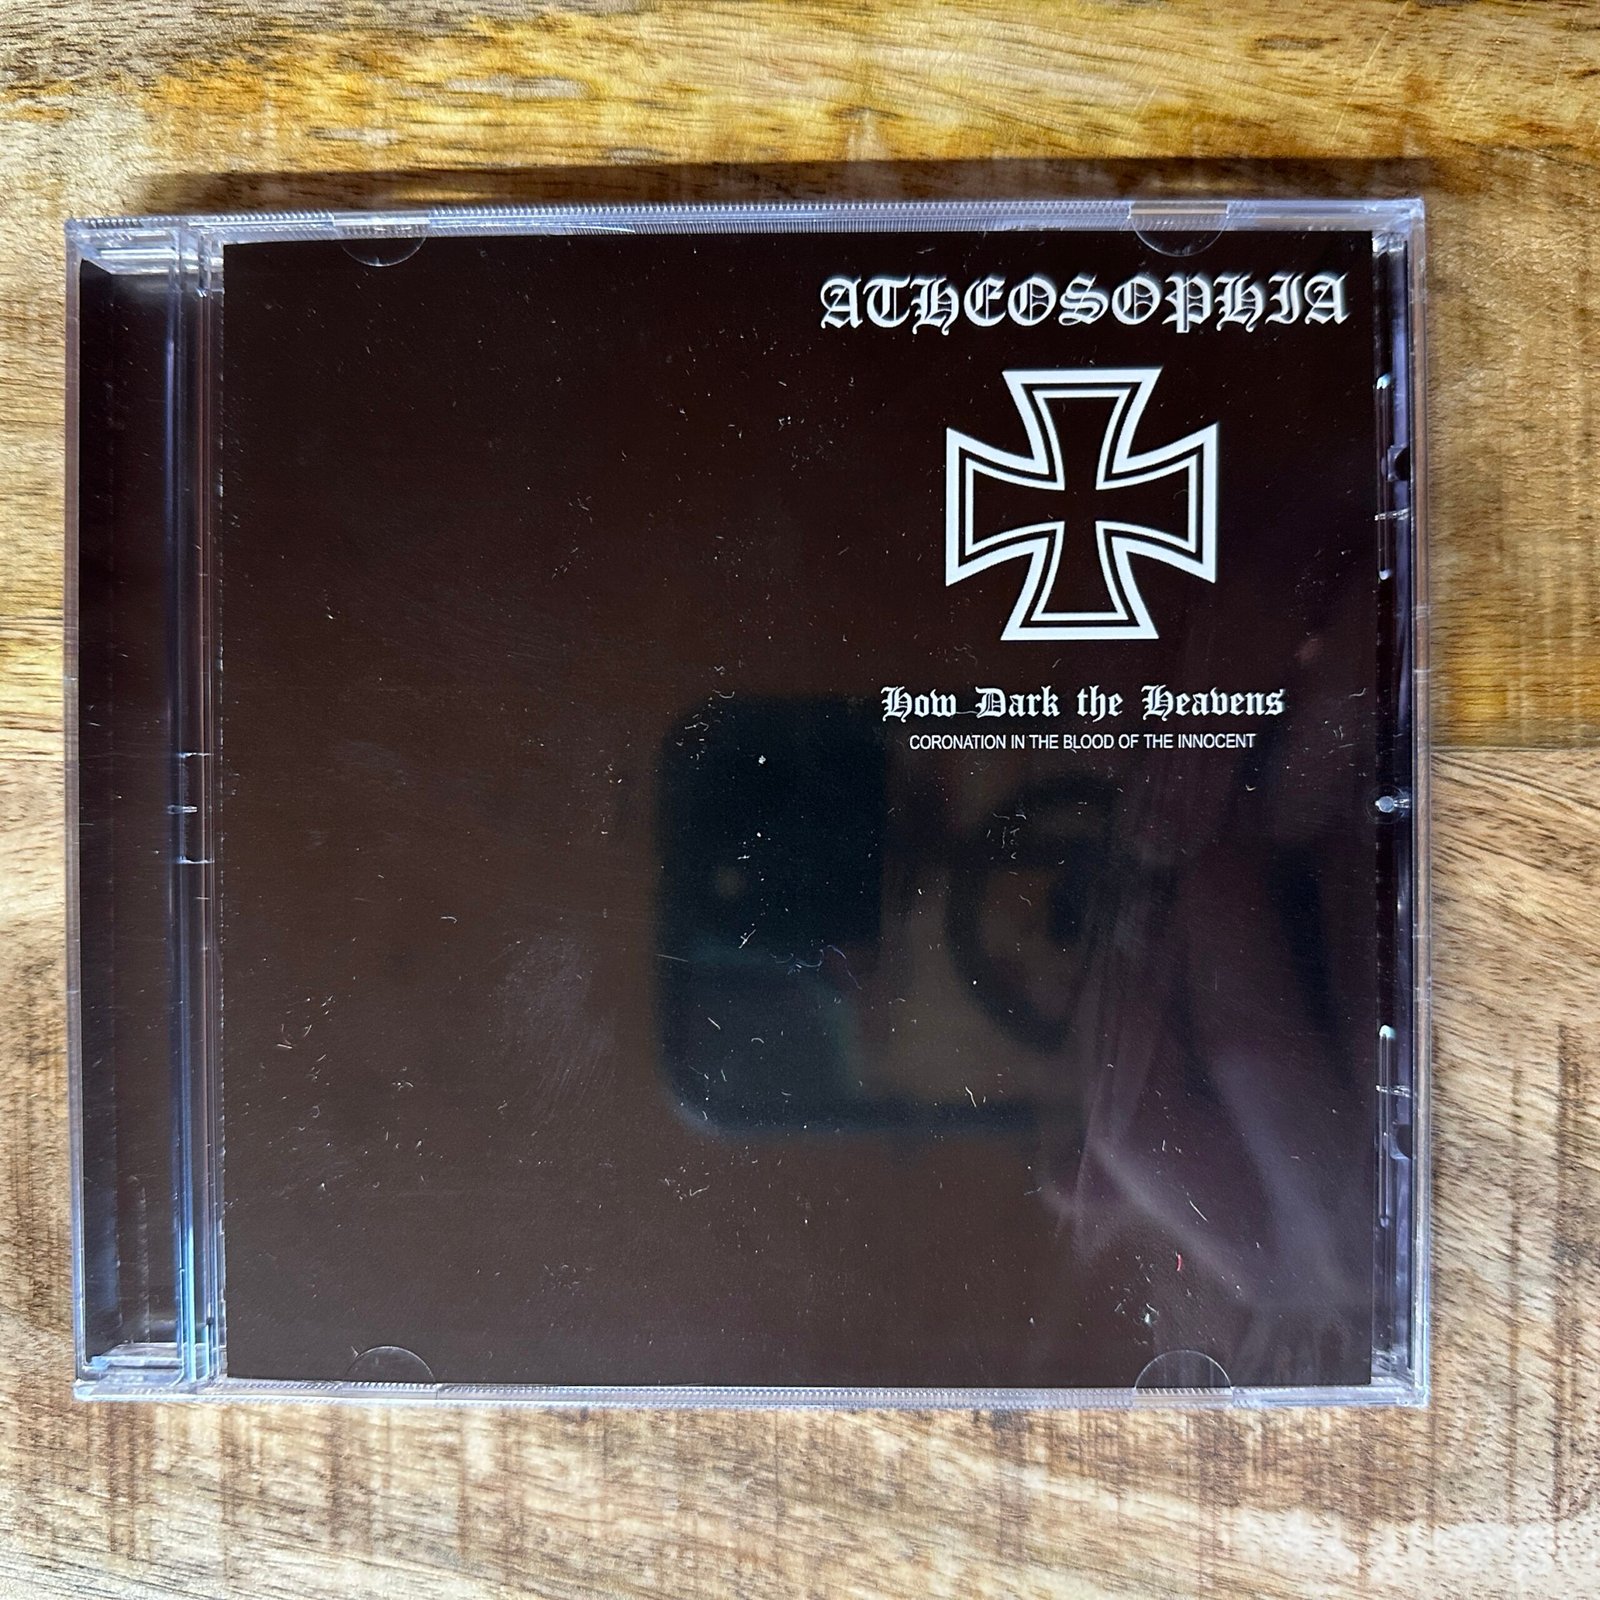 ATHEOSOPHIA
How Dark the Heavens
CORONATION IN THE BLOOD OF THE INNOCENT